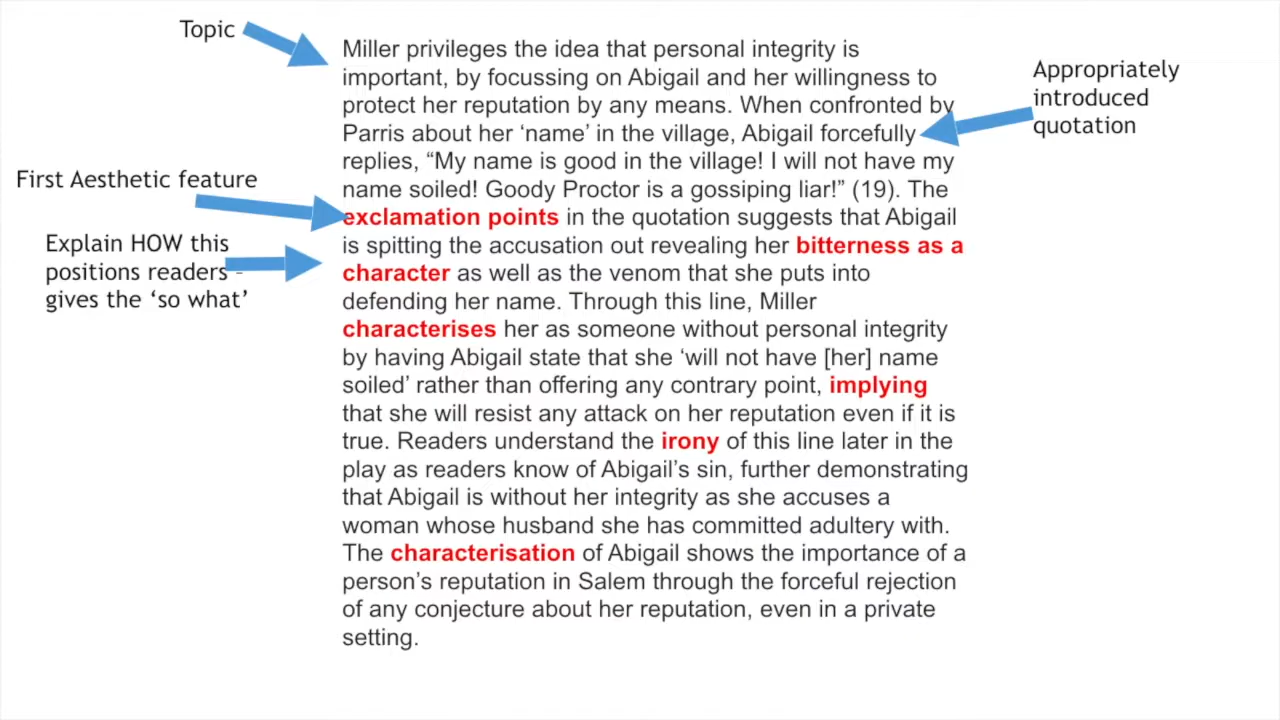 Topic
Miller privileges the idea that personal integrity is
important, by focussing on Abigail and her willingness to
protect her reputation by any means. When confronted by
Parris about her ‘name’ in the village, Abigail forcefully
replies, “My name is good in the village! I will not have my
name soiled! Goody Proctor is a gossiping liar!” (19). The
exclamation points in the quotation suggests that Abigail
is spitting the accusation out revealing her bitterness as a
character as well as the venom that she puts into
defending her name. Through this line, Miller
characterises her as someone without personal integrity
by having Abigail state that she ‘will not have [her] name
soiled’ rather than offering any contrary point, implying
that she will resist any attack on her reputation even if it is
true. Readers understand the irony of this line later in the
play as readers know of Abigail’s sin, further demonstrating
that Abigail is without her integrity as she accuses a
woman whose husband she has committed adultery with.
The characterisation of Abigail shows the importance of a
person’s reputation in Salem through the forceful rejection
of any conjecture about her reputation, even in a private
setting.
Appropriately
introduced
quotation
First Aesthetic feature
Explain HOW this
positions readers -
gives the ‘so what’